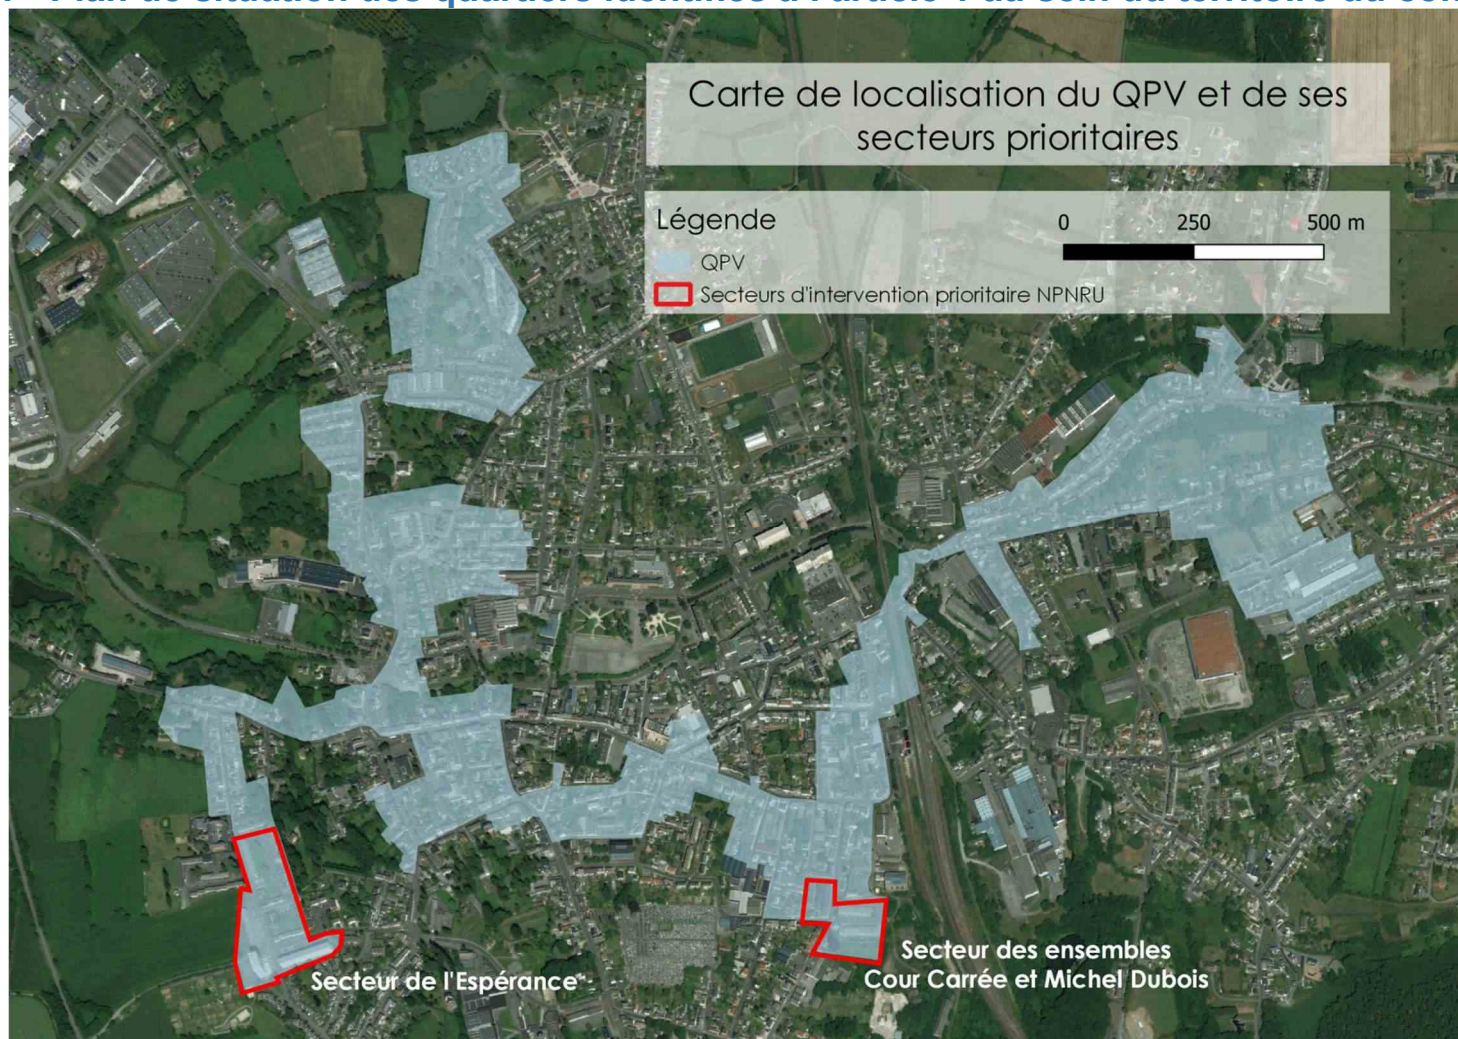 Carte de localisation du QPV et de ses
secteurs prioritaires
Légende
0 250 500 m
QPV
Secteurs d'intervention prioritaire NPNRU
Secteur de l'Espérance
Secteur des ensembles
Cour Carrée et Michel Dubois